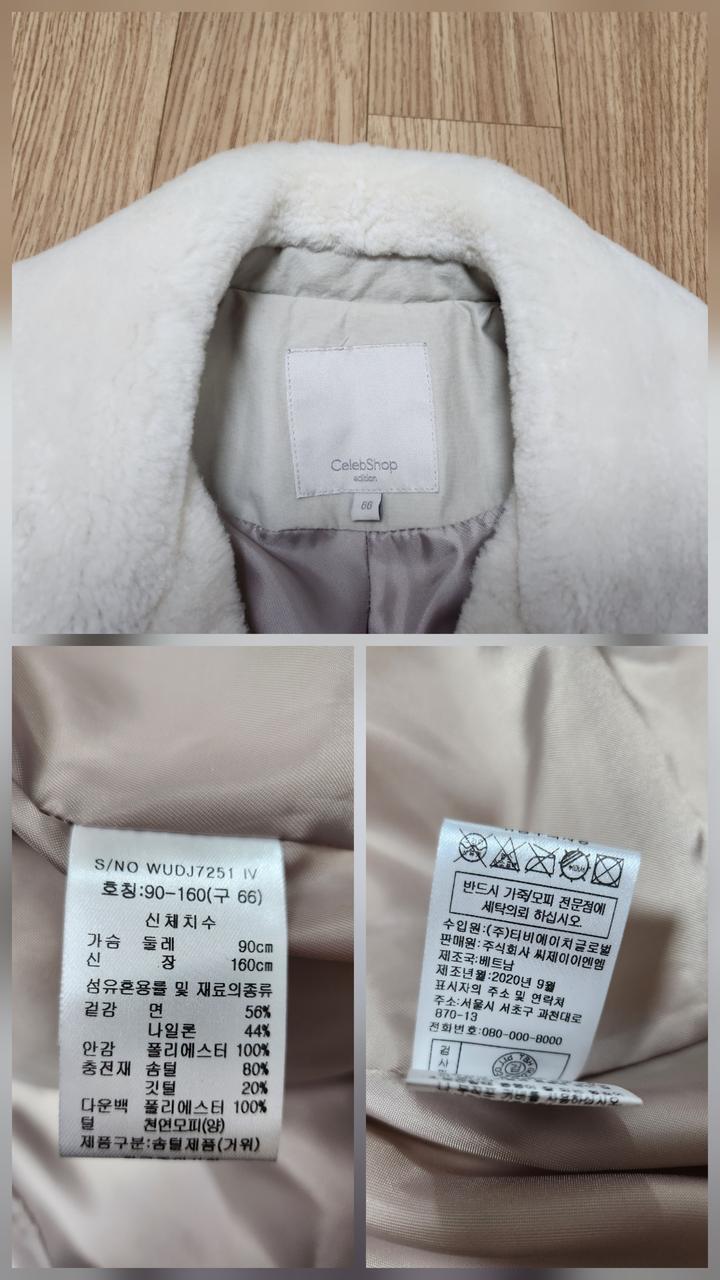 CelebShop
edition
66
S/NO WUDJ7251 IV
호칭:90-160(구 66)
신체치수
가슴 둘레 90cm
신 장 160cm
섬유혼용률 및 재료의종류
겉감 면 56%
나일론 44%
안감 폴리에스터 100%
충전재 솜털 80%
깃털 20%
다운백 폴리에스터 100%
털 천연모피(양)
제품구분:솜털제품(거위)
반드시 가죽/모피 전문점에
세탁의뢰 하십시오.
수입원:(주)티비에이치글로벌
판매원:주식회사 씨제이이엔엠
제조국:베트남
제조년월:2020년 9월
표시자의 주소 및 연락처
주소:서울시 서초구 과천대로
870-13
전화번호:080-000-8000
검
사